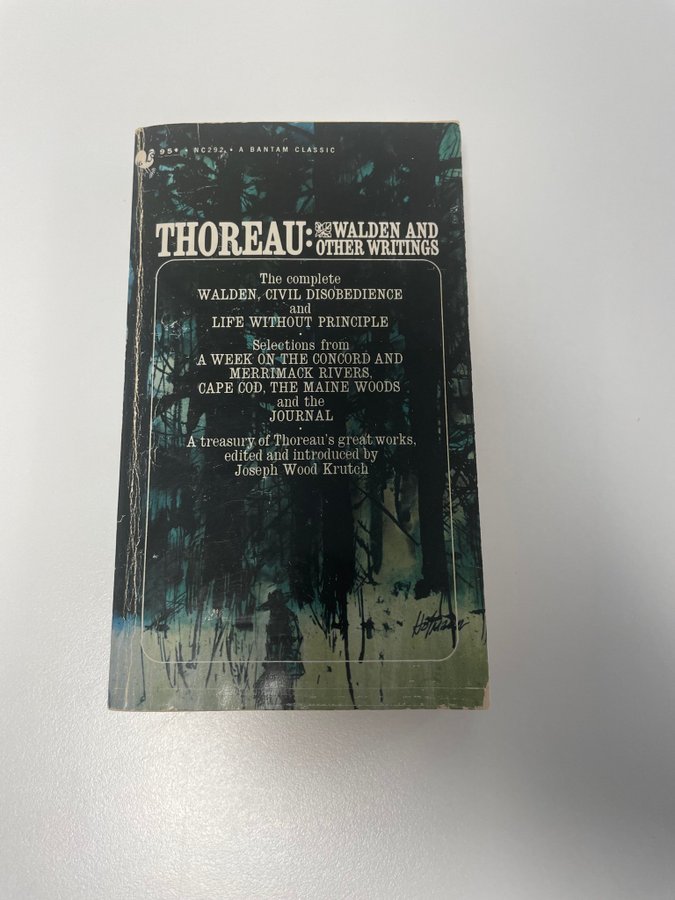 95¢ • NC292 • A BANTAM CLASSIC
THOREAU: WALDEN AND
OTHER WRITINGS
The complete
WALDEN, CIVIL DISOBEDIENCE
and
LIFE WITHOUT PRINCIPLE
•
Selections from
A WEEK ON THE CONCORD AND
MERRIMACK RIVERS,
CAPE COD, THE MAINE WOODS
and the
JOURNAL
•
A treasury of Thoreau's great works,
edited and introduced by
Joseph Wood Krutch